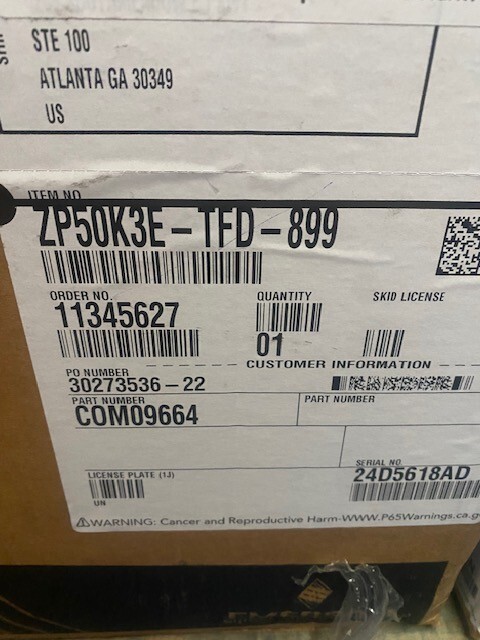 STE 100
ATLANTA GA 30349
US
ITEM NO
ZP50K3E-TFD-899
ORDER NO.
11345627
QUANTITY
01
SKID LICENSE
CUSTOMER INFORMATION
PO NUMBER
30273536-22
PART NUMBER
COM09664
PART NUMBER
SERIAL NO
24D5618AD
LICENSE PLATE (1J)
UN
WARNING: Cancer and Reproductive Harm-WWW.P65Warnings.ca.g